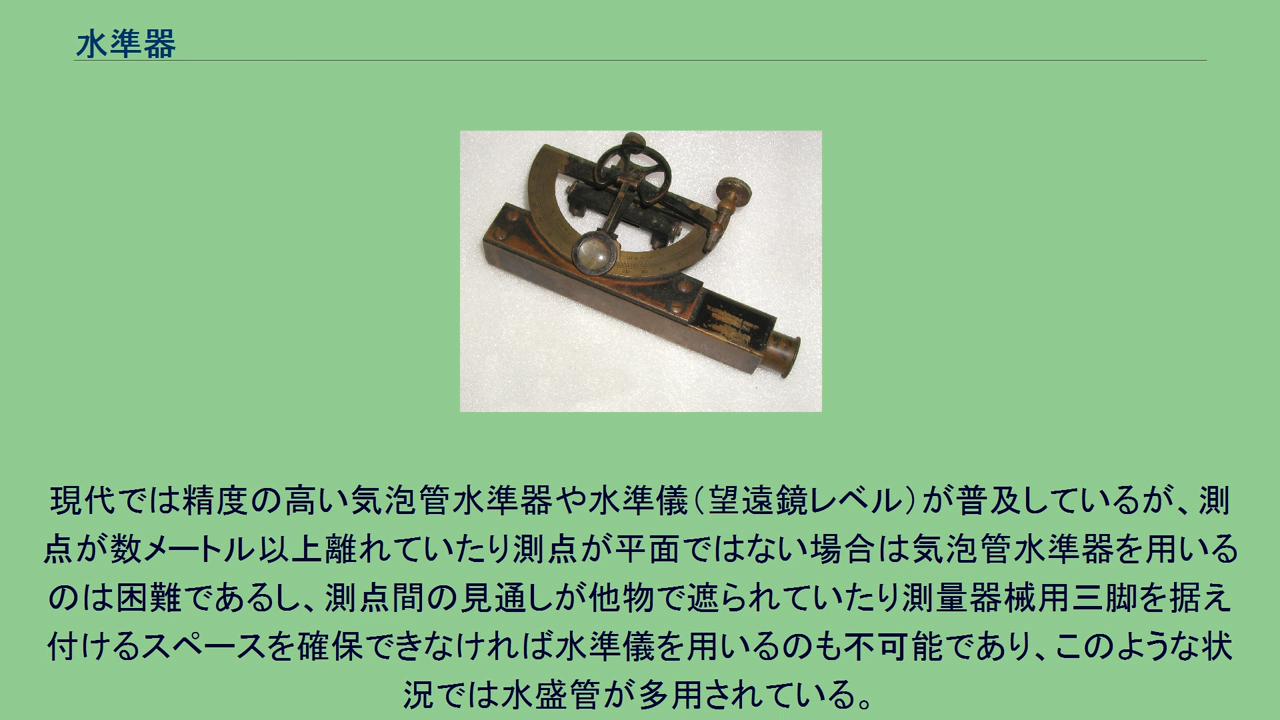 水準器
現代では精度の高い気泡管水準器や水準儀（望遠鏡レベル）が普及しているが、測
点が数メートル以上離れていたり測点が平面ではない場合は気泡管水準器を用いる
のは困難であるし、測点間の見通しが他物で遮られていたり測量器械用三脚を据え
付けるスペースを確保できなければ水準儀を用いるのも不可能であり、このような状
況では水盛管が多用されている。